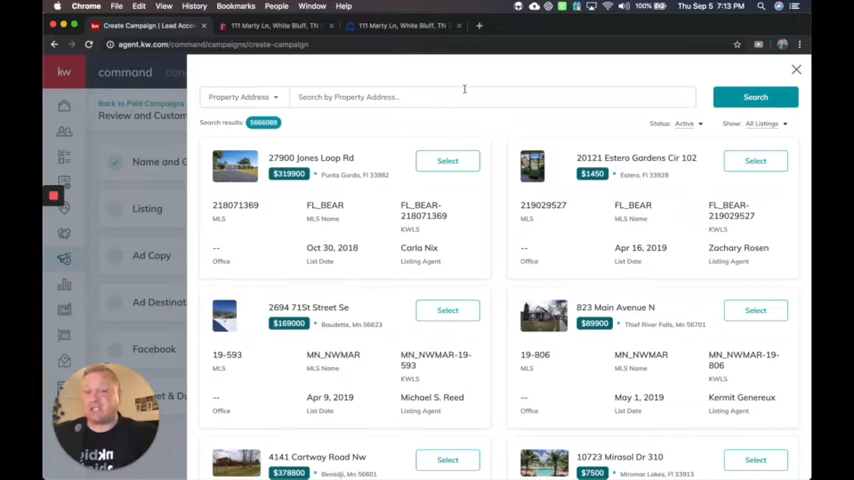 Chrome File Edit View History Bookmarks People Window Help
100% Thu Sep 5 7:13 PM
Create Campaign | Lead Accel
111 Marty Ln, White Bluff, TN
111 Marty Ln, White Bluff, TN
agent.kw.com/command/campaigns/create-campaign
kw command
Back to Paid Campaigns
Review and Custom
Name and
Listing
Ad Copy
Ad Destina
Facebook
Property Address
Search by Property Address...
Search
Search results: 5666089
Status: Active
Show: All Listings
27900 Jones Loop Rd
Select
$319900 • Punta Gorda, Fl 33982
218071369
FL_BEAR
FL_BEAR-
218071369
MLS
MLS Name
KWLS
--
Oct 30, 2018
Carla Nix
Office
List Date
Listing Agent
20121 Estero Gardens Cir 102
Select
$1450 • Estero, Fl 33928
219029527
FL_BEAR
FL_BEAR-
219029527
MLS
MLS Name
KWLS
--
Apr 16, 2019
Zachary Rosen
Office
List Date
Listing Agent
2694 71St Street Se
Select
$169000 • Baudette, Mn 56623
19-593
MN_NWMAR
MN_NWMAR-19-
593
MLS
MLS Name
KWLS
--
Apr 9, 2019
Michael S. Reed
Office
List Date
Listing Agent
823 Main Avenue N
Select
$89900 • Thief River Falls, Mn 56701
19-806
MN_NWMAR
MN_NWMAR-19-
806
MLS
MLS Name
KWLS
--
May 1, 2019
Kermit Genereux
Office
List Date
Listing Agent
4141 Cartway Road Nw
Select
$378800 • Bemidji, Mn 56601
10723 Mirasol Dr 310
Select
$7500 • Miromar Lakes, Fl 33913